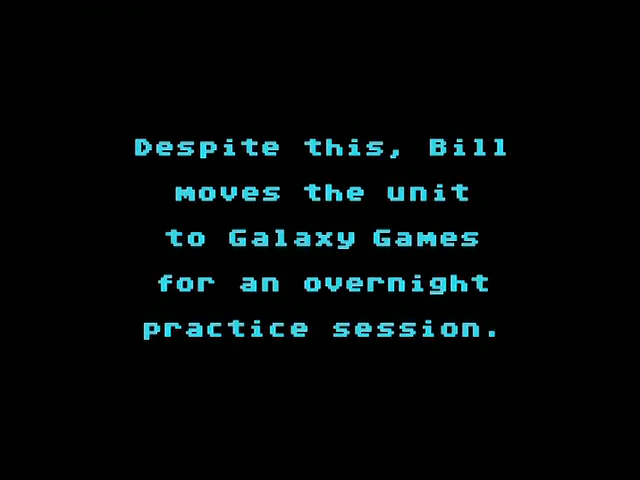 Despite this, Bill
moves the unit
to Galaxy Games
for an overnight
practice session.